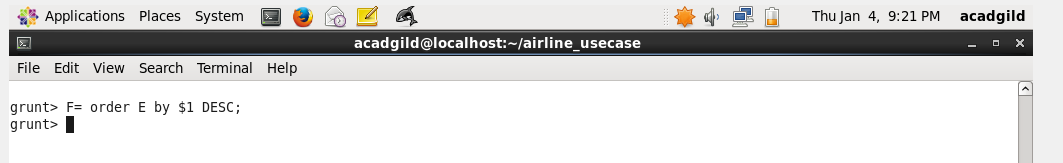 Applications Places System Thu Jan 4, 9:21 PM acadgild
acadgild@localhost:~/airline_usecase
File Edit View Search Terminal Help
grunt> F= order E by $1 DESC;
grunt>